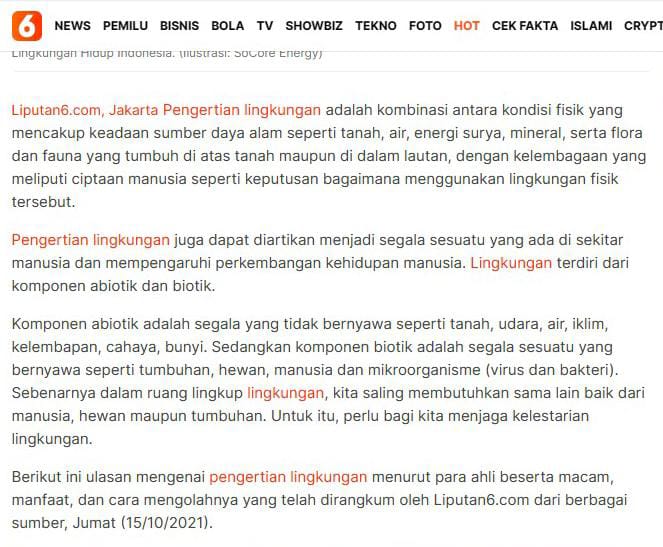 6 NEWS PEMILU BISNIS BOLA TV SHOWBIZ TEKNO FOTO HOT CEK FAKTA ISLAMI CRYPT
Lingkungan Hidup Indonesia. (Ilustrasi: SoCore Energy)
Liputan6.com, Jakarta Pengertian lingkungan adalah kombinasi antara kondisi fisik yang
mencakup keadaan sumber daya alam seperti tanah, air, energi surya, mineral, serta flora
dan fauna yang tumbuh di atas tanah maupun di dalam lautan, dengan kelembagaan yang
meliputi ciptaan manusia seperti keputusan bagaimana menggunakan lingkungan fisik
tersebut.
Pengertian lingkungan juga dapat diartikan menjadi segala sesuatu yang ada di sekitar
manusia dan mempengaruhi perkembangan kehidupan manusia. Lingkungan terdiri dari
komponen abiotik dan biotik.
Komponen abiotik adalah segala yang tidak bernyawa seperti tanah, udara, air, iklim,
kelembapan, cahaya, bunyi. Sedangkan komponen biotik adalah segala sesuatu yang
bernyawa seperti tumbuhan, hewan, manusia dan mikroorganisme (virus dan bakteri).
Sebenarnya dalam ruang lingkup lingkungan, kita saling membutuhkan sama lain baik dari
manusia, hewan maupun tumbuhan. Untuk itu, perlu bagi kita menjaga kelestarian
lingkungan.
Berikut ini ulasan mengenai pengertian lingkungan menurut para ahli beserta macam,
manfaat, dan cara mengolahnya yang telah dirangkum oleh Liputan6.com dari berbagai
sumber, Jumat (15/10/2021).